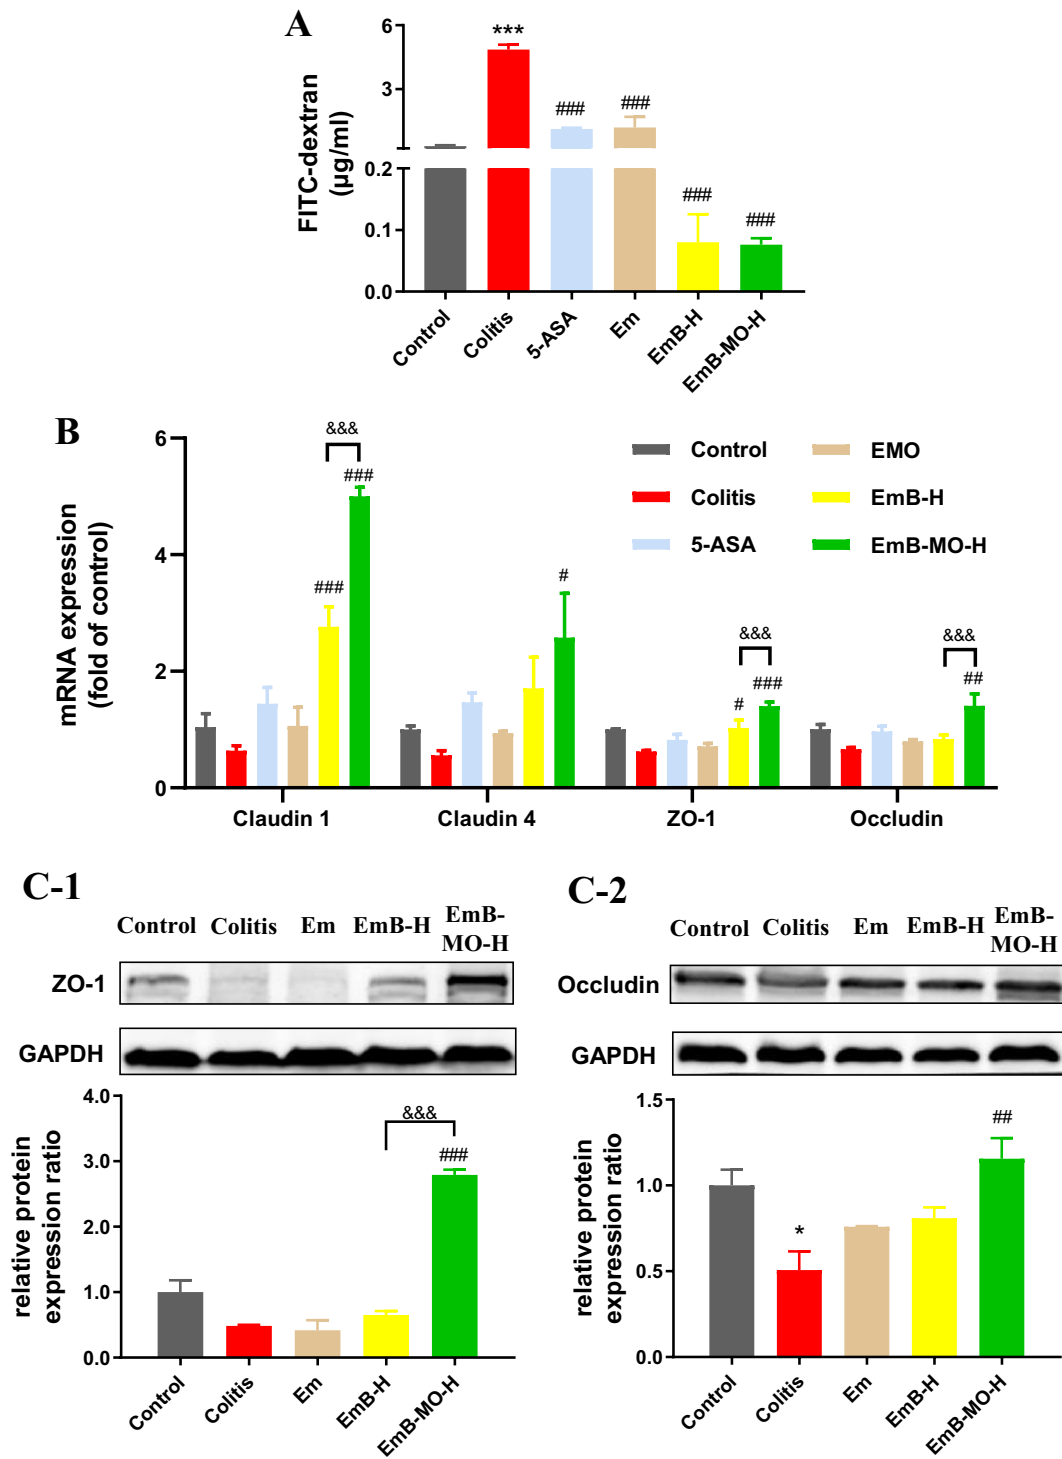 A
FITC-dextran
(μg/ml)
6
3
0.2
0.1
0.0
***
###
###
###
###
Control
Colitis
5-ASA
Em
EmB-H
EmB-MO-H
B
mRNA expression
(fold of control)
6
4
2
0
&&&
###
###
#
&&&
#
###
&&&
##
Control
Colitis
5-ASA
EMO
EmB-H
EmB-MO-H
Claudin 1
Claudin 4
ZO-1
Occludin
C-1
Control Colitis Em EmB-H EmB-
MO-H
ZO-1
GAPDH
relative protein
expression ratio
4.0
3.0
2.0
1.0
0.0
&&&
###
Control
Colitis
Em
EmB-H
EmB-MO-H
C-2
Control Colitis Em EmB-H EmB-
MO-H
Occludin
GAPDH
relative protein
expression ratio
1.5
1.0
0.5
0.0
*
##
Control
Colitis
Em
EmB-H
EmB-MO-H